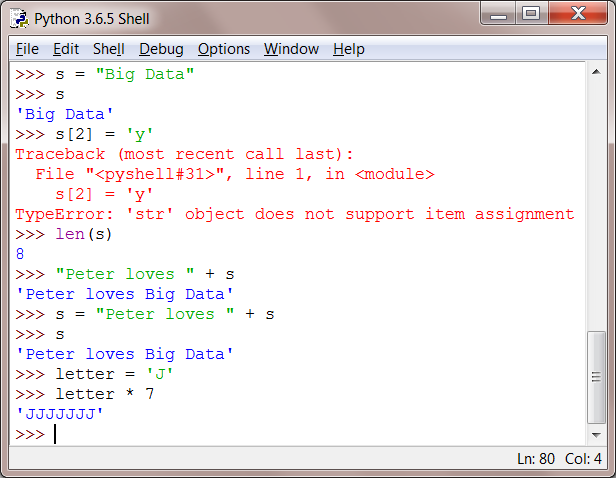 Python 3.6.5 Shell
File Edit Shell Debug Options Window Help
>>> s = "Big Data"
>>> s
'Big Data'
>>> s[2] = 'y'
Traceback (most recent call last):
  File "<pyshell#31>", line 1, in <module>
    s[2] = 'y'
TypeError: 'str' object does not support item assignment
>>> len(s)
8
>>> "Peter loves " + s
'Peter loves Big Data'
>>> s = "Peter loves " + s
>>> s
'Peter loves Big Data'
>>> letter = 'J'
>>> letter * 7
'JJJJJJJ'
>>>
Ln: 80 Col: 4